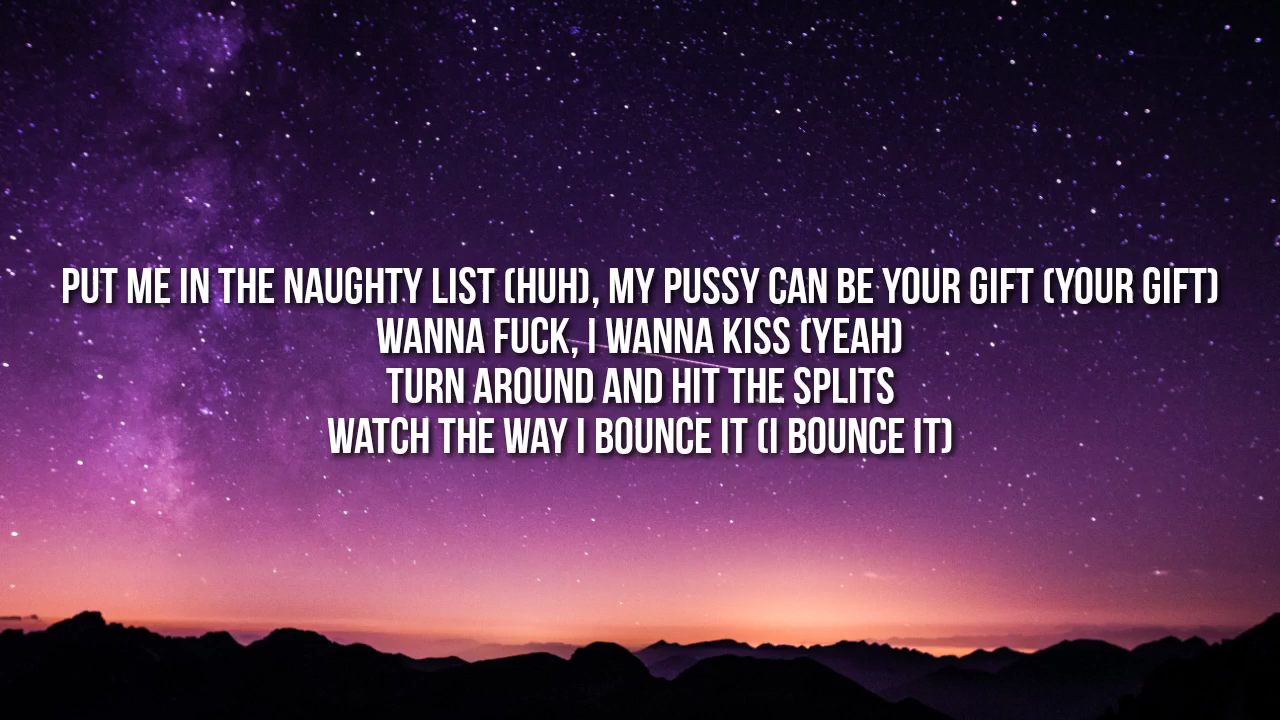 PUT ME IN THE NAUGHTY LIST (HUH), MY PUSSY CAN BE YOUR GIFT (YOUR GIFT)
WANNA FUCK, I WANNA KISS (YEAH)
TURN AROUND AND HIT THE SPLITS
WATCH THE WAY I BOUNCE IT (I BOUNCE IT)